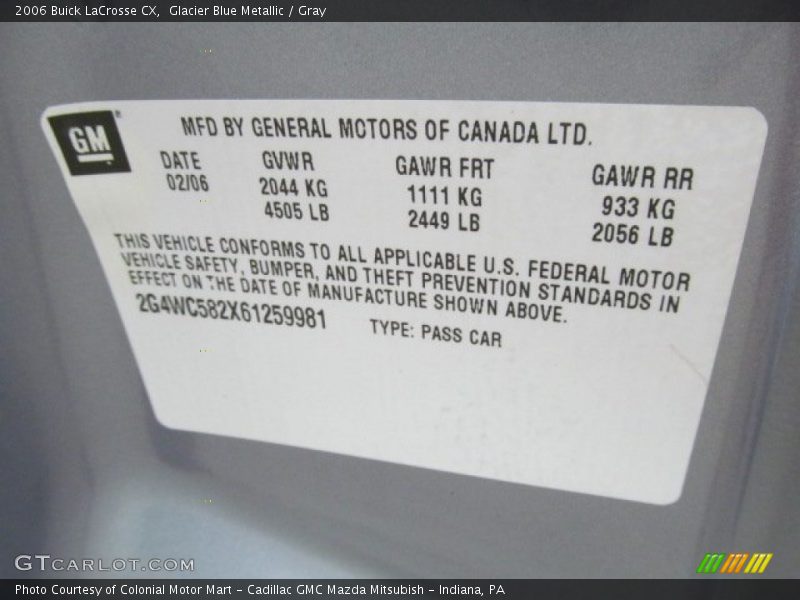 2006 Buick LaCrosse CX,  Glacier Blue Metallic / Gray
GM
MFD BY GENERAL MOTORS OF CANADA LTD.
DATE GVWR GAWR FRT GAWR RR
02/06 2044 KG 1111 KG 933 KG
4505 LB 2449 LB 2056 LB
THIS VEHICLE CONFORMS TO ALL APPLICABLE U.S. FEDERAL MOTOR
VEHICLE SAFETY, BUMPER, AND THEFT PREVENTION STANDARDS IN
EFFECT ON THE DATE OF MANUFACTURE SHOWN ABOVE.
2G4WC582X61259981 TYPE: PASS CAR
GTCARLOT.COM
Photo Courtesy of Colonial Motor Mart - Cadillac GMC Mazda Mitsubish - Indiana, PA